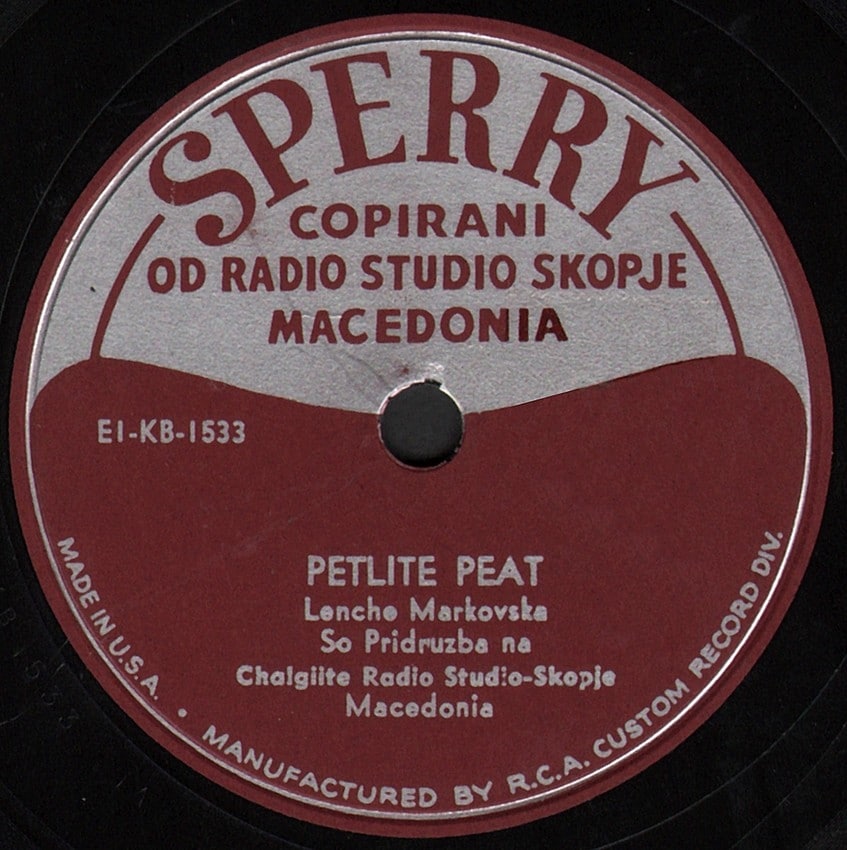 SPERRY
COPIRANI
OD RADIO STUDIO SKOPJE
MACEDONIA
E1-KB-1533
PETLITE PEAT
Lenche Markovska
So Pridruzba na
Chalgiite Radio Studio-Skopje
Macedonia
MADE IN U.S.A. • MANUFACTURED BY R.C.A. CUSTOM RECORD DIV.